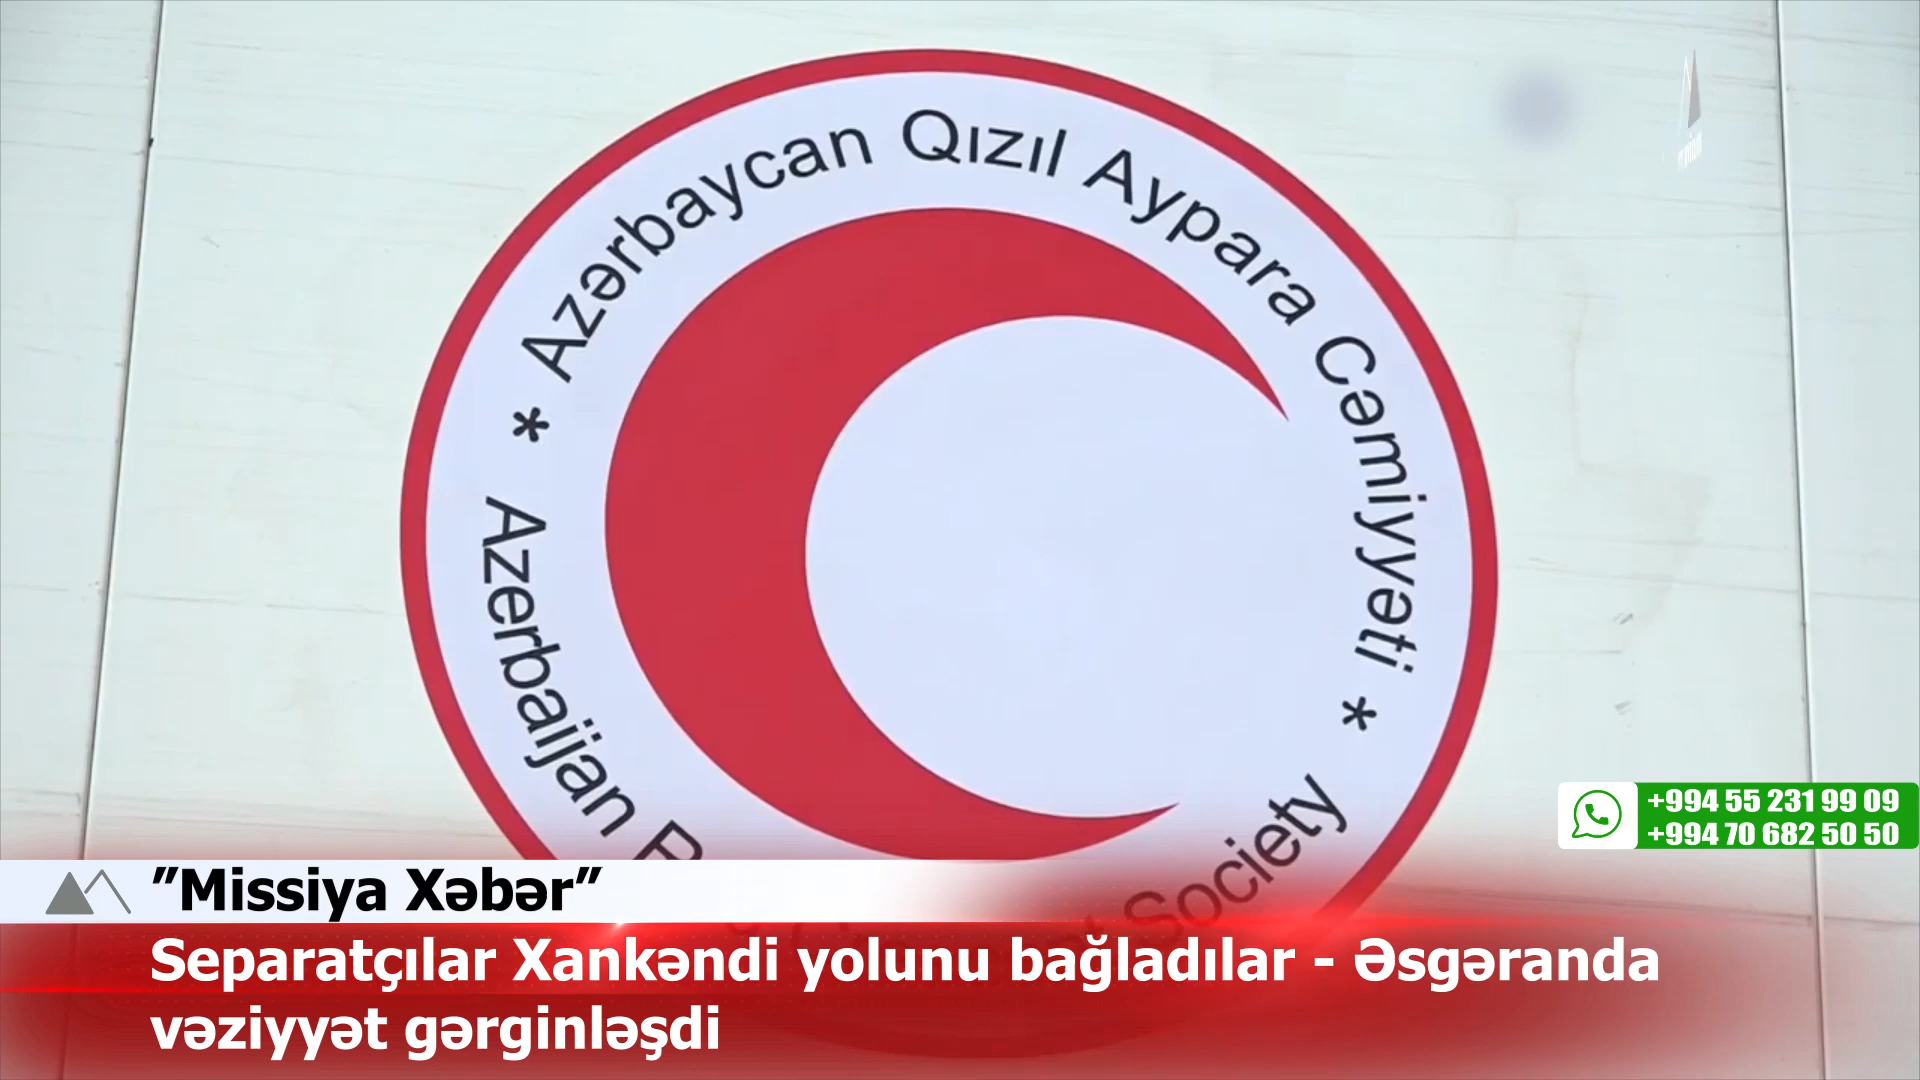 * Azərbaycan Qızıl Aypara Cəmiyyəti *
Azerbaijan
Society
+994 55 231 99 09
+994 70 682 50 50
”Missiya Xəbər”
Separatçılar Xankəndi yolunu bağladılar - Əsgəranda
vəziyyət gərginləşdi